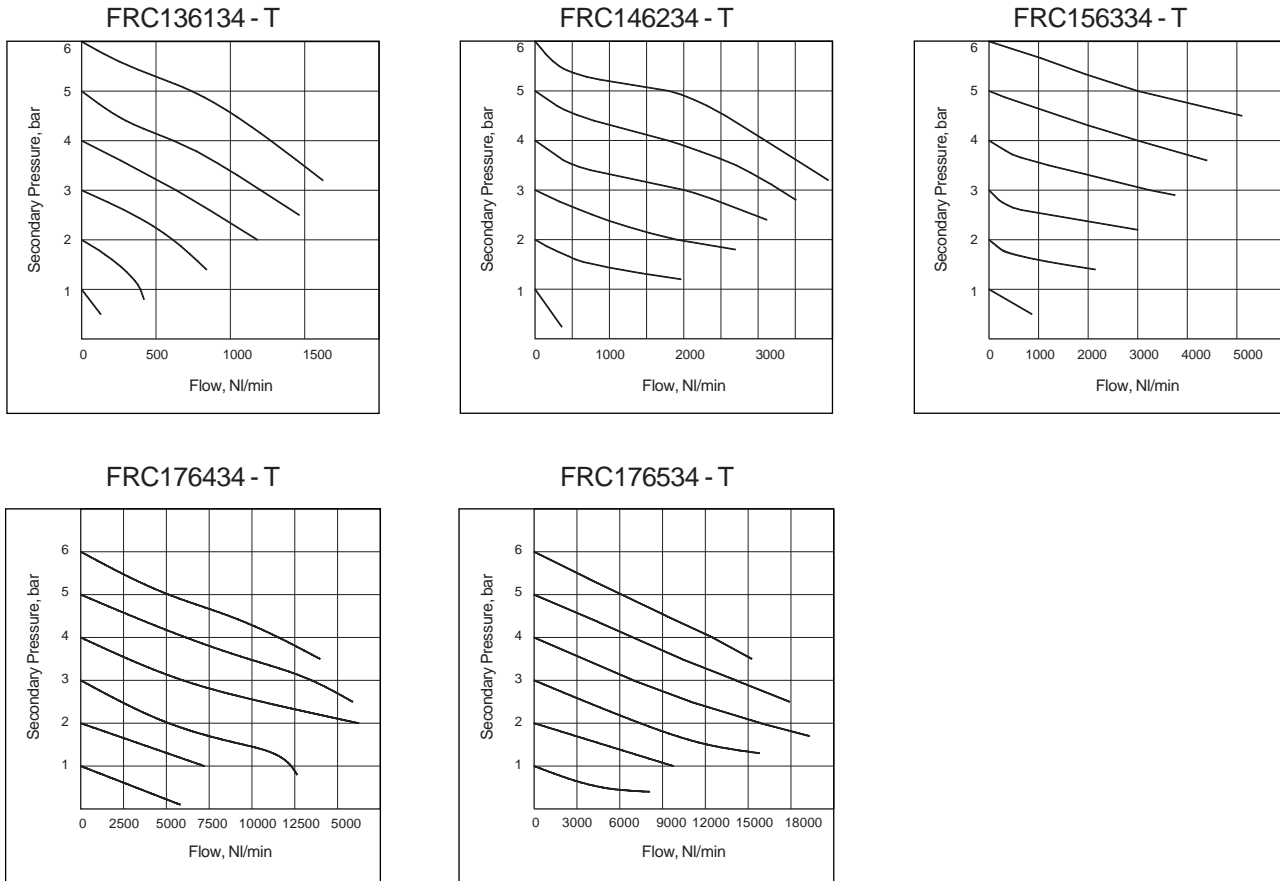 FRC136134 - T
6
5
4
3
2
1
Secondary Pressure, bar
0 500 1000 1500
Flow, Nl/min
FRC146234 - T
6
5
4
3
2
1
Secondary Pressure, bar
0 1000 2000 3000
Flow, Nl/min
FRC156334 - T
6
5
4
3
2
1
Secondary Pressure, bar
0 1000 2000 3000 4000 5000
Flow, Nl/min
FRC176434 - T
6
5
4
3
2
1
Secondary Pressure, bar
0 2500 5000 7500 10000 12500 5000
Flow, Nl/min
FRC176534 - T
6
5
4
3
2
1
Secondary Pressure, bar
0 3000 6000 9000 12000 15000 18000
Flow, Nl/min